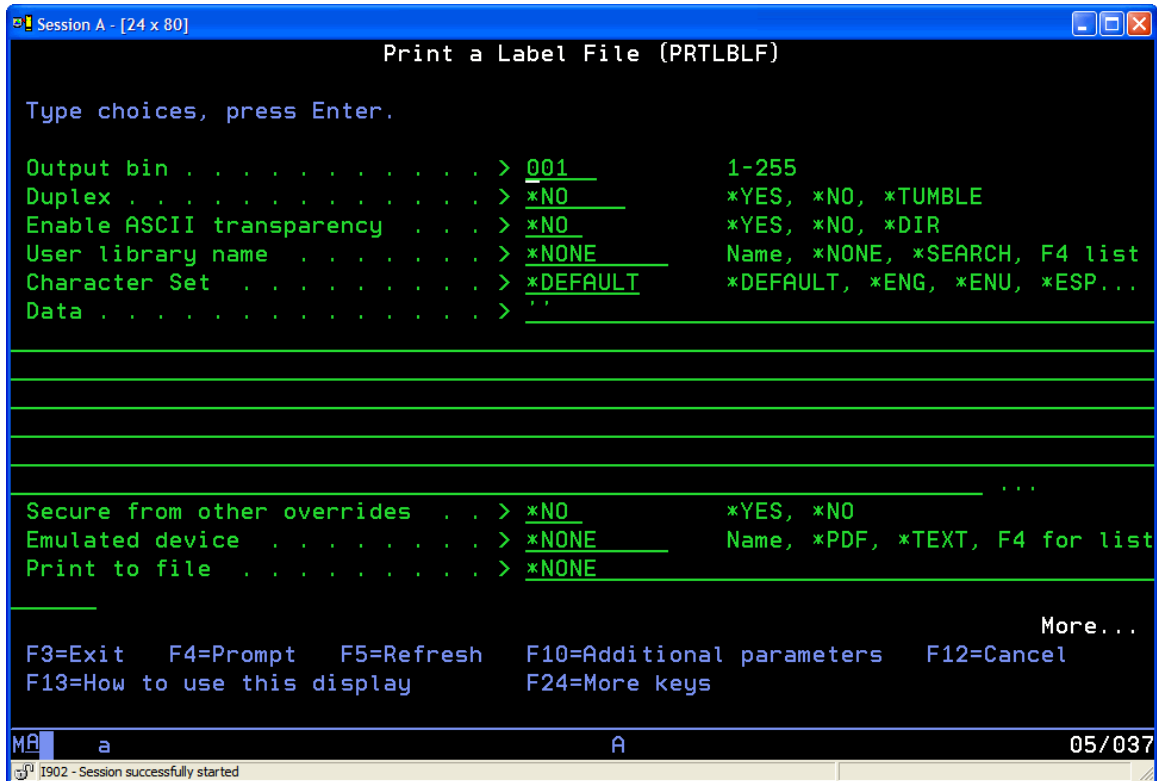 Session A - [24 x 80]
Print a Label File (PRTLBLF)
Type choices, press Enter.
Output bin . . . . . . . . . . . > 001 1-255
Duplex . . . . . . . . . . . . . > *NO *YES, *NO, *TUMBLE
Enable ASCII transparency . . . > *NO *YES, *NO, *DIR
User library name . . . . . . . > *NONE Name, *NONE, *SEARCH, F4 list
Character Set . . . . . . . . . > *DEFAULT *DEFAULT, *ENG, *ENU, *ESP...
Data . . . . . . . . . . . . . . > ''
...
Secure from other overrides . . > *NO *YES, *NO
Emulated device . . . . . . . . > *NONE Name, *PDF, *TEXT, F4 for list
Print to file . . . . . . . . . > *NONE
More...
F3=Exit F4=Prompt F5=Refresh F10=Additional parameters F12=Cancel
F13=How to use this display F24=More keys
MA a A 05/037
I902 - Session successfully started